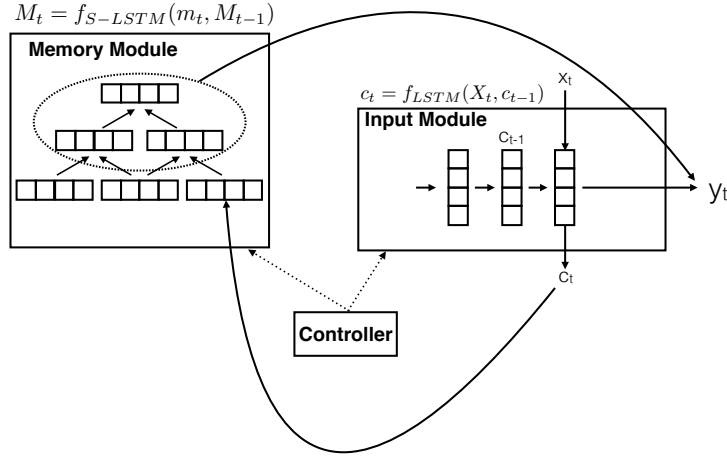 M_t = f_{S-LSTM}(m_t, M_{t-1})
Memory Module
c_t = f_{LSTM}(X_t, c_{t-1})
x_t
Input Module
C_{t-1}
y_t
C_t
Controller